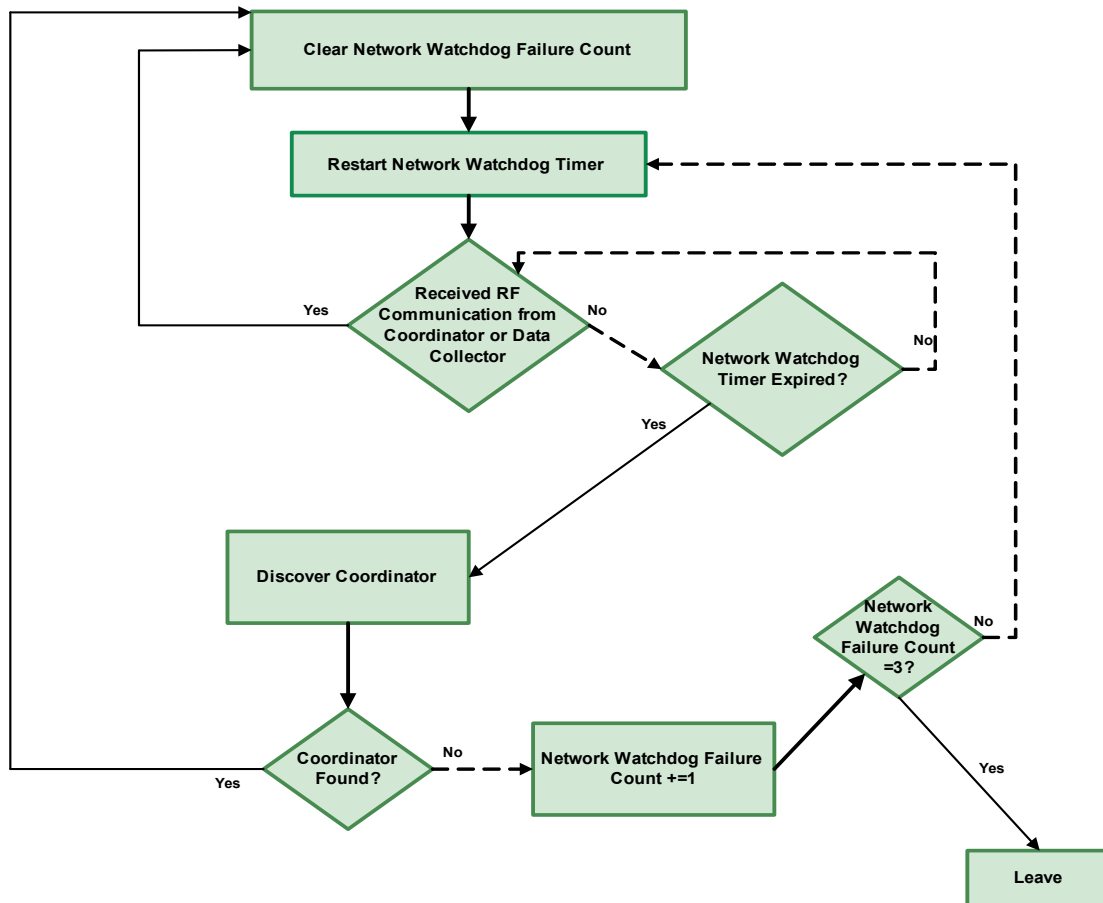 Clear Network Watchdog Failure Count
Restart Network Watchdog Timer
Received RF
Communication from
Coordinator or Data
Collector
Yes
No
Network Watchdog
Timer Expired?
No
Yes
Discover Coordinator
Network
Watchdog
Failure Count
=3?
No
Coordinator
Found?
Yes
No
Network Watchdog Failure
Count +=1
Yes
Leave